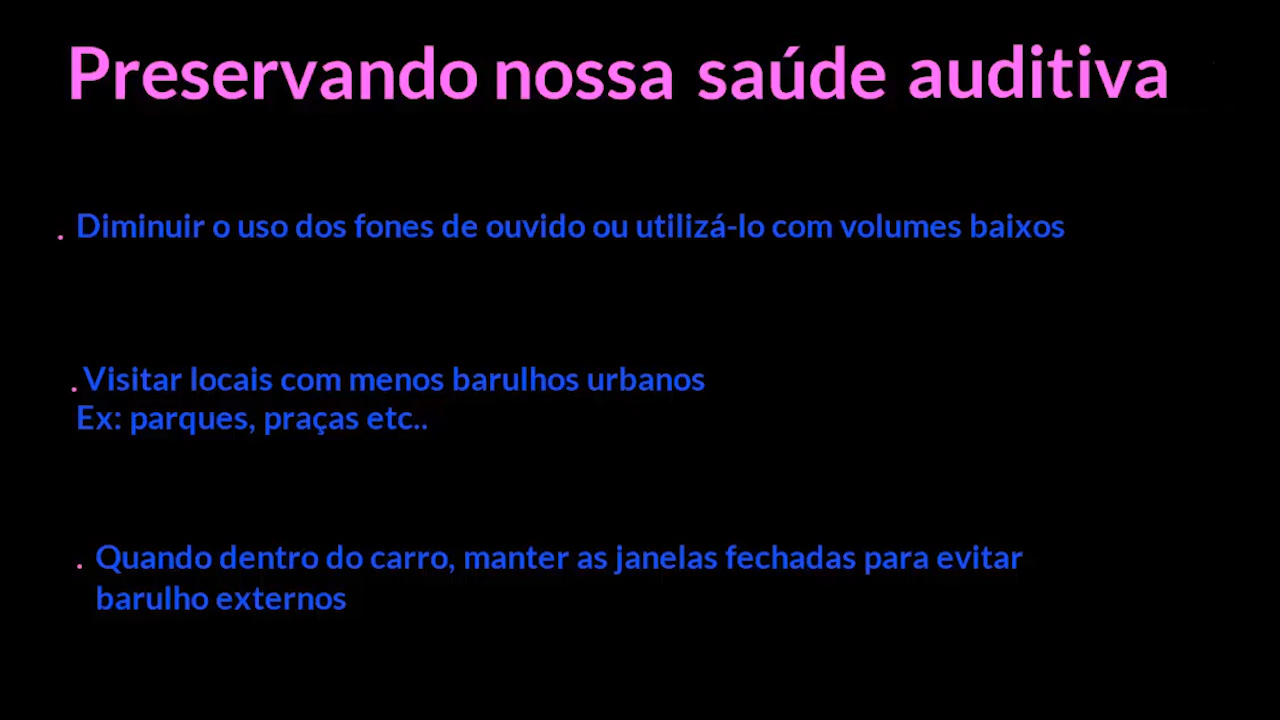 Preservando nossa saúde auditiva
. Diminuir o uso dos fones de ouvido ou utilizá-lo com volumes baixos
. Visitar locais com menos barulhos urbanos
Ex: parques, praças etc..
. Quando dentro do carro, manter as janelas fechadas para evitar
barulho externos